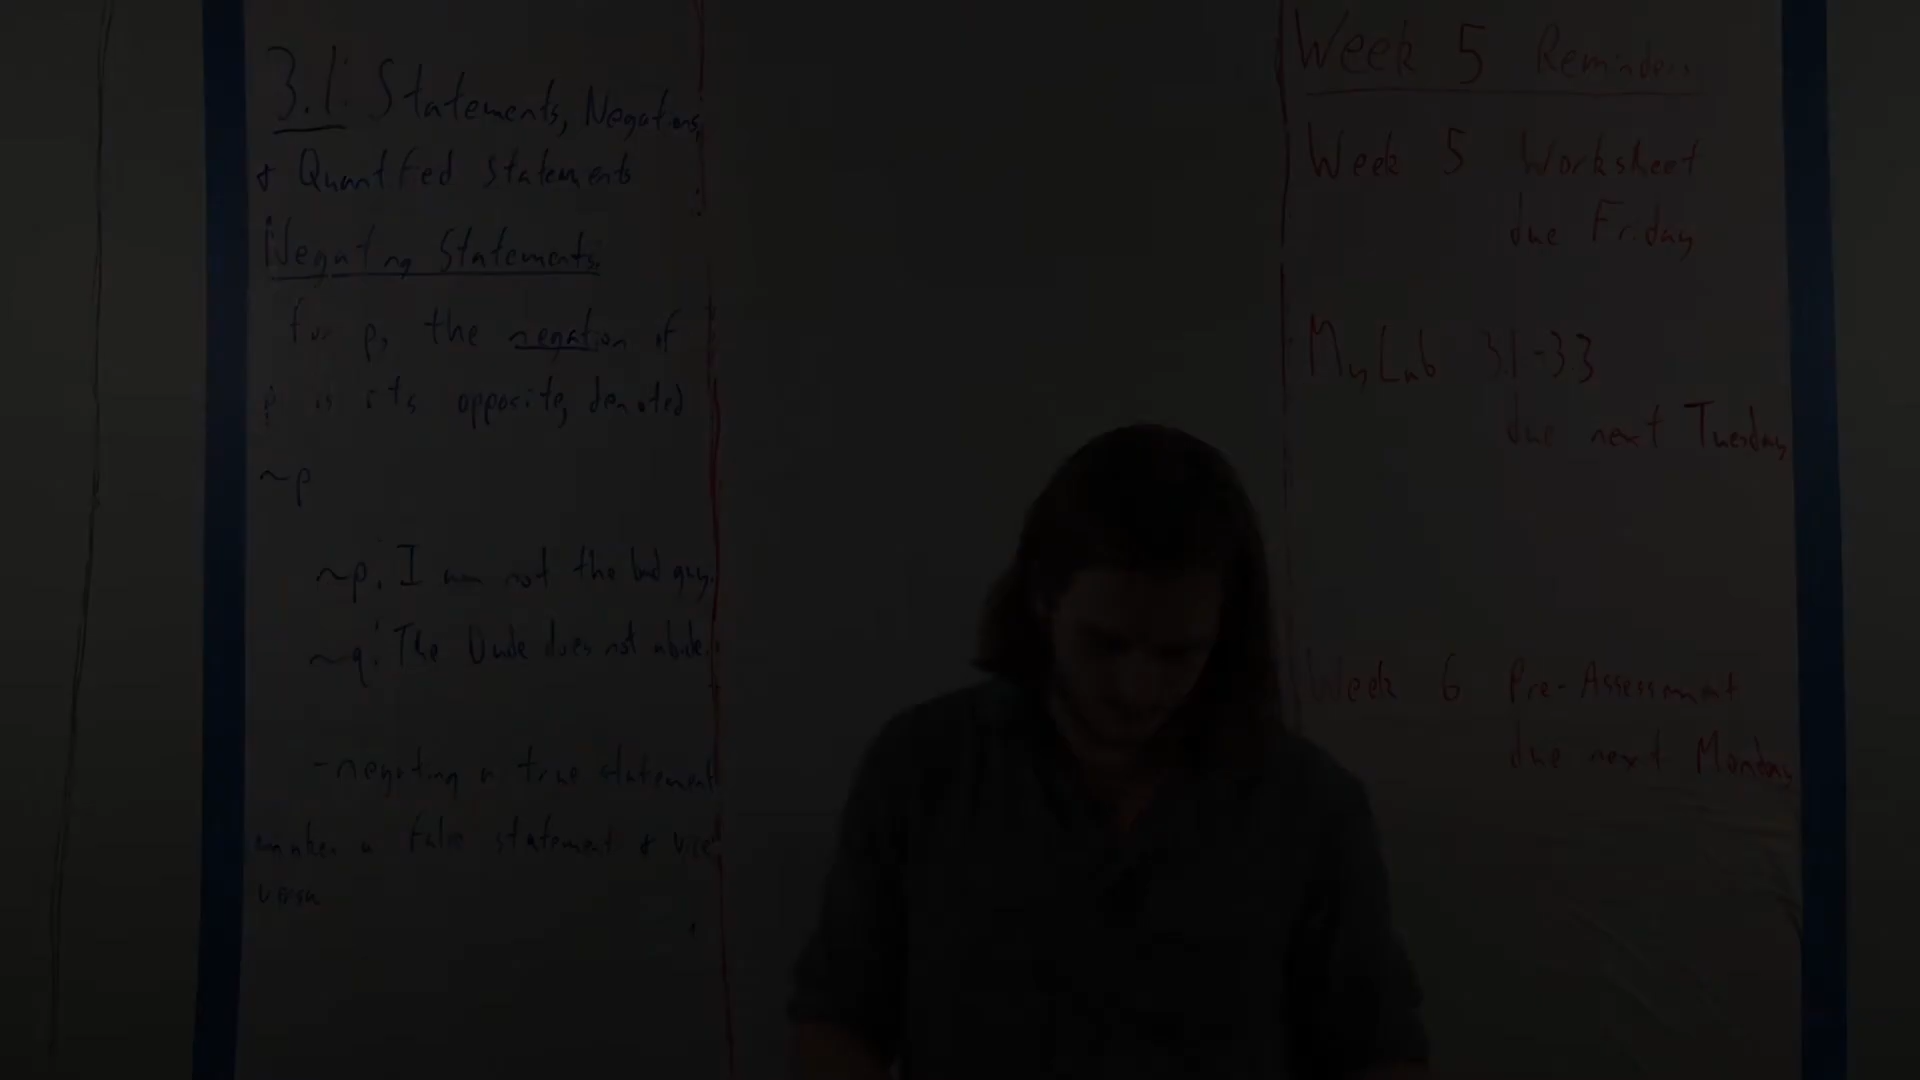 3.1: Statements, Negations,
& Quantified Statements
Negating Statements:
for p, the negation of
p is its opposite, denoted
~p
~p: I am not the bad guy.
~q: The Dude does not abide.
- negating a true statement
makes a false statement & vice
versa
Week 5 Reminders
Week 5 Worksheet
due Friday
MyLab 3.1-3.3
due next Tuesday
Week 6 Pre-Assessment
due next Monday